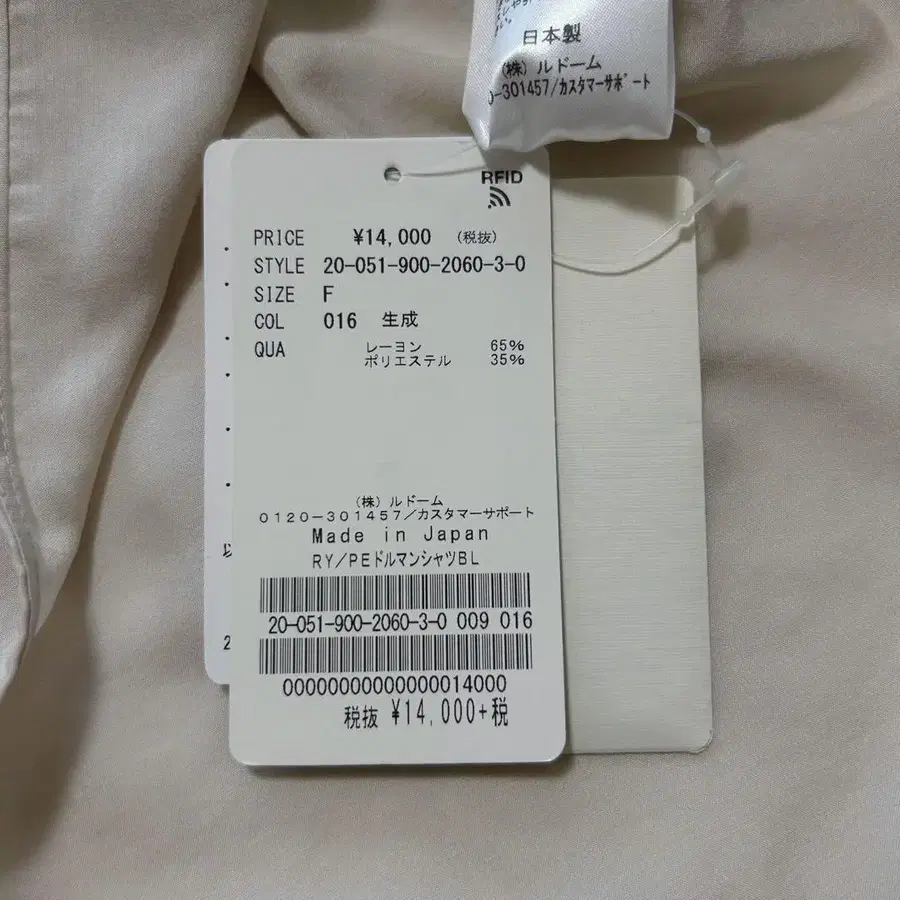 い。
日本製
(株) ルドーム
0-301457/カスタマーサポート
RFID
PRICE ¥14,000 (税抜)
STYLE 20-051-900-2060-3-0
SIZE F
COL 016 生成
QUA レーヨン 65%
ポリエステル 35%
(株) ルドーム
0120-301457/カスタマーサポート
Made in Japan
RY/PEドルマンシャツBL
20-051-900-2060-3-0 009 016
00000000000000014000
税抜 ¥14,000+税
以
2